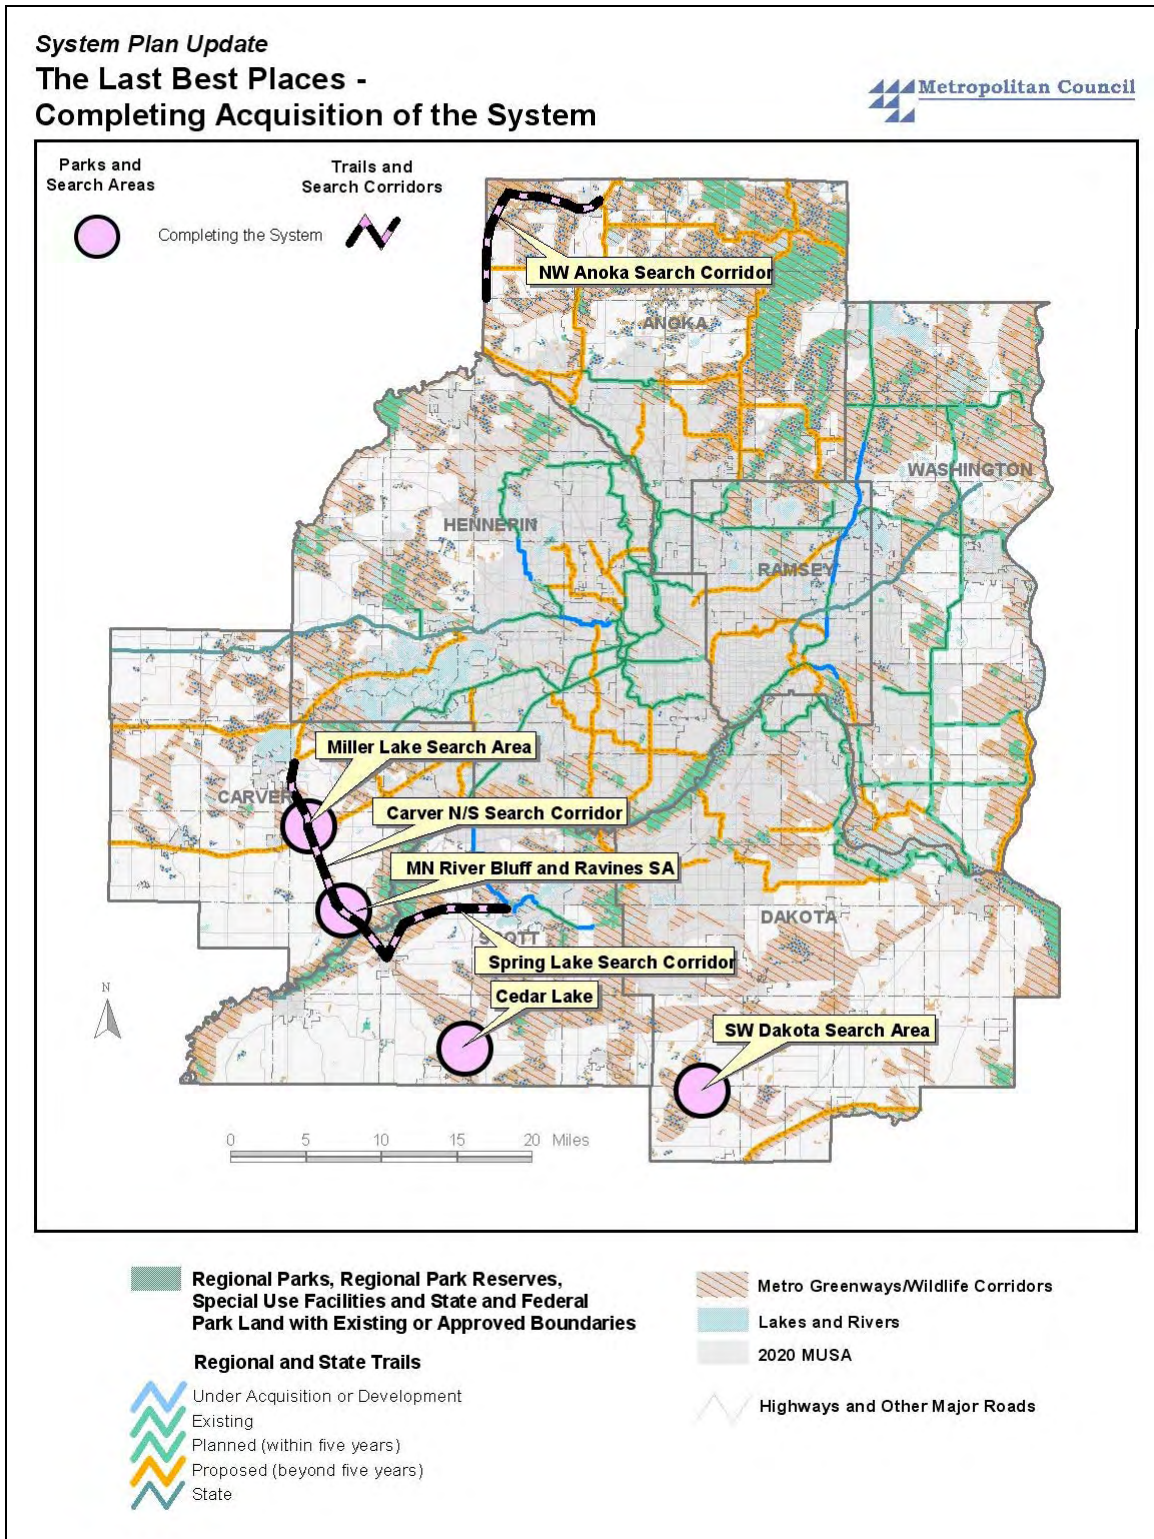 System Plan Update
The Last Best Places -
Completing Acquisition of the System
Metropolitan Council
Parks and
Search Areas
Trails and
Search Corridors
Completing the System
NW Anoka Search Corridor
ANOKA
WASHINGTON
HENNEPIN
RAMSEY
Miller Lake Search Area
CARVER
Carver N/S Search Corridor
MN River Bluff and Ravines SA
DAKOTA
SCOTT
Spring Lake Search Corridor
Cedar Lake
N
SW Dakota Search Area
0 5 10 15 20 Miles
Regional Parks, Regional Park Reserves,
Special Use Facilities and State and Federal
Park Land with Existing or Approved Boundaries
Regional and State Trails
Under Acquisition or Development
Existing
Planned (within five years)
Proposed (beyond five years)
State
Metro Greenways/Wildlife Corridors
Lakes and Rivers
2020 MUSA
Highways and Other Major Roads